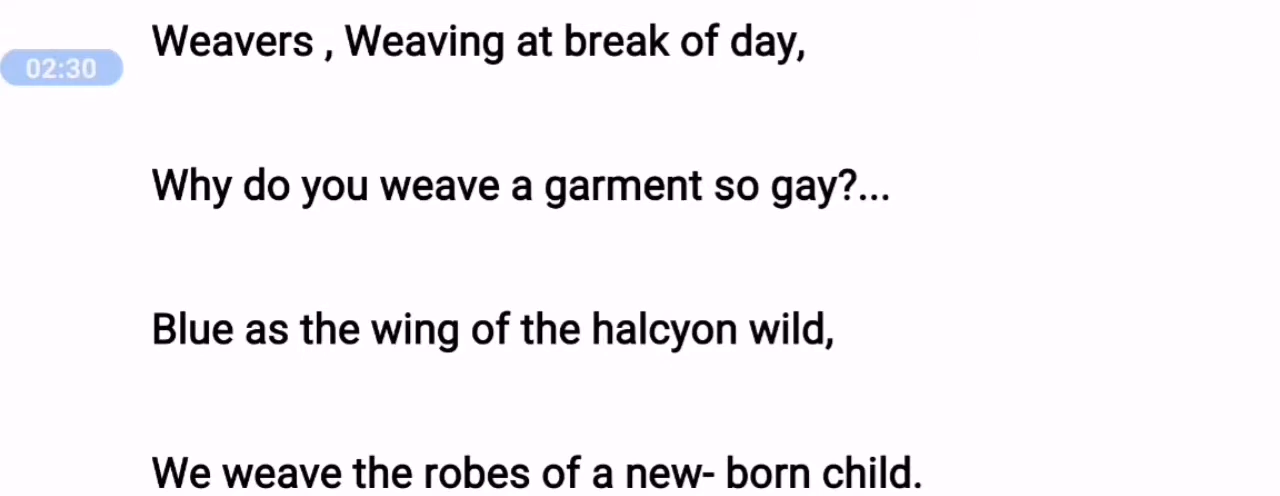 Weavers , Weaving at break of day,
02:30
Why do you weave a garment so gay?...
Blue as the wing of the halcyon wild,
We weave the robes of a new- born child.